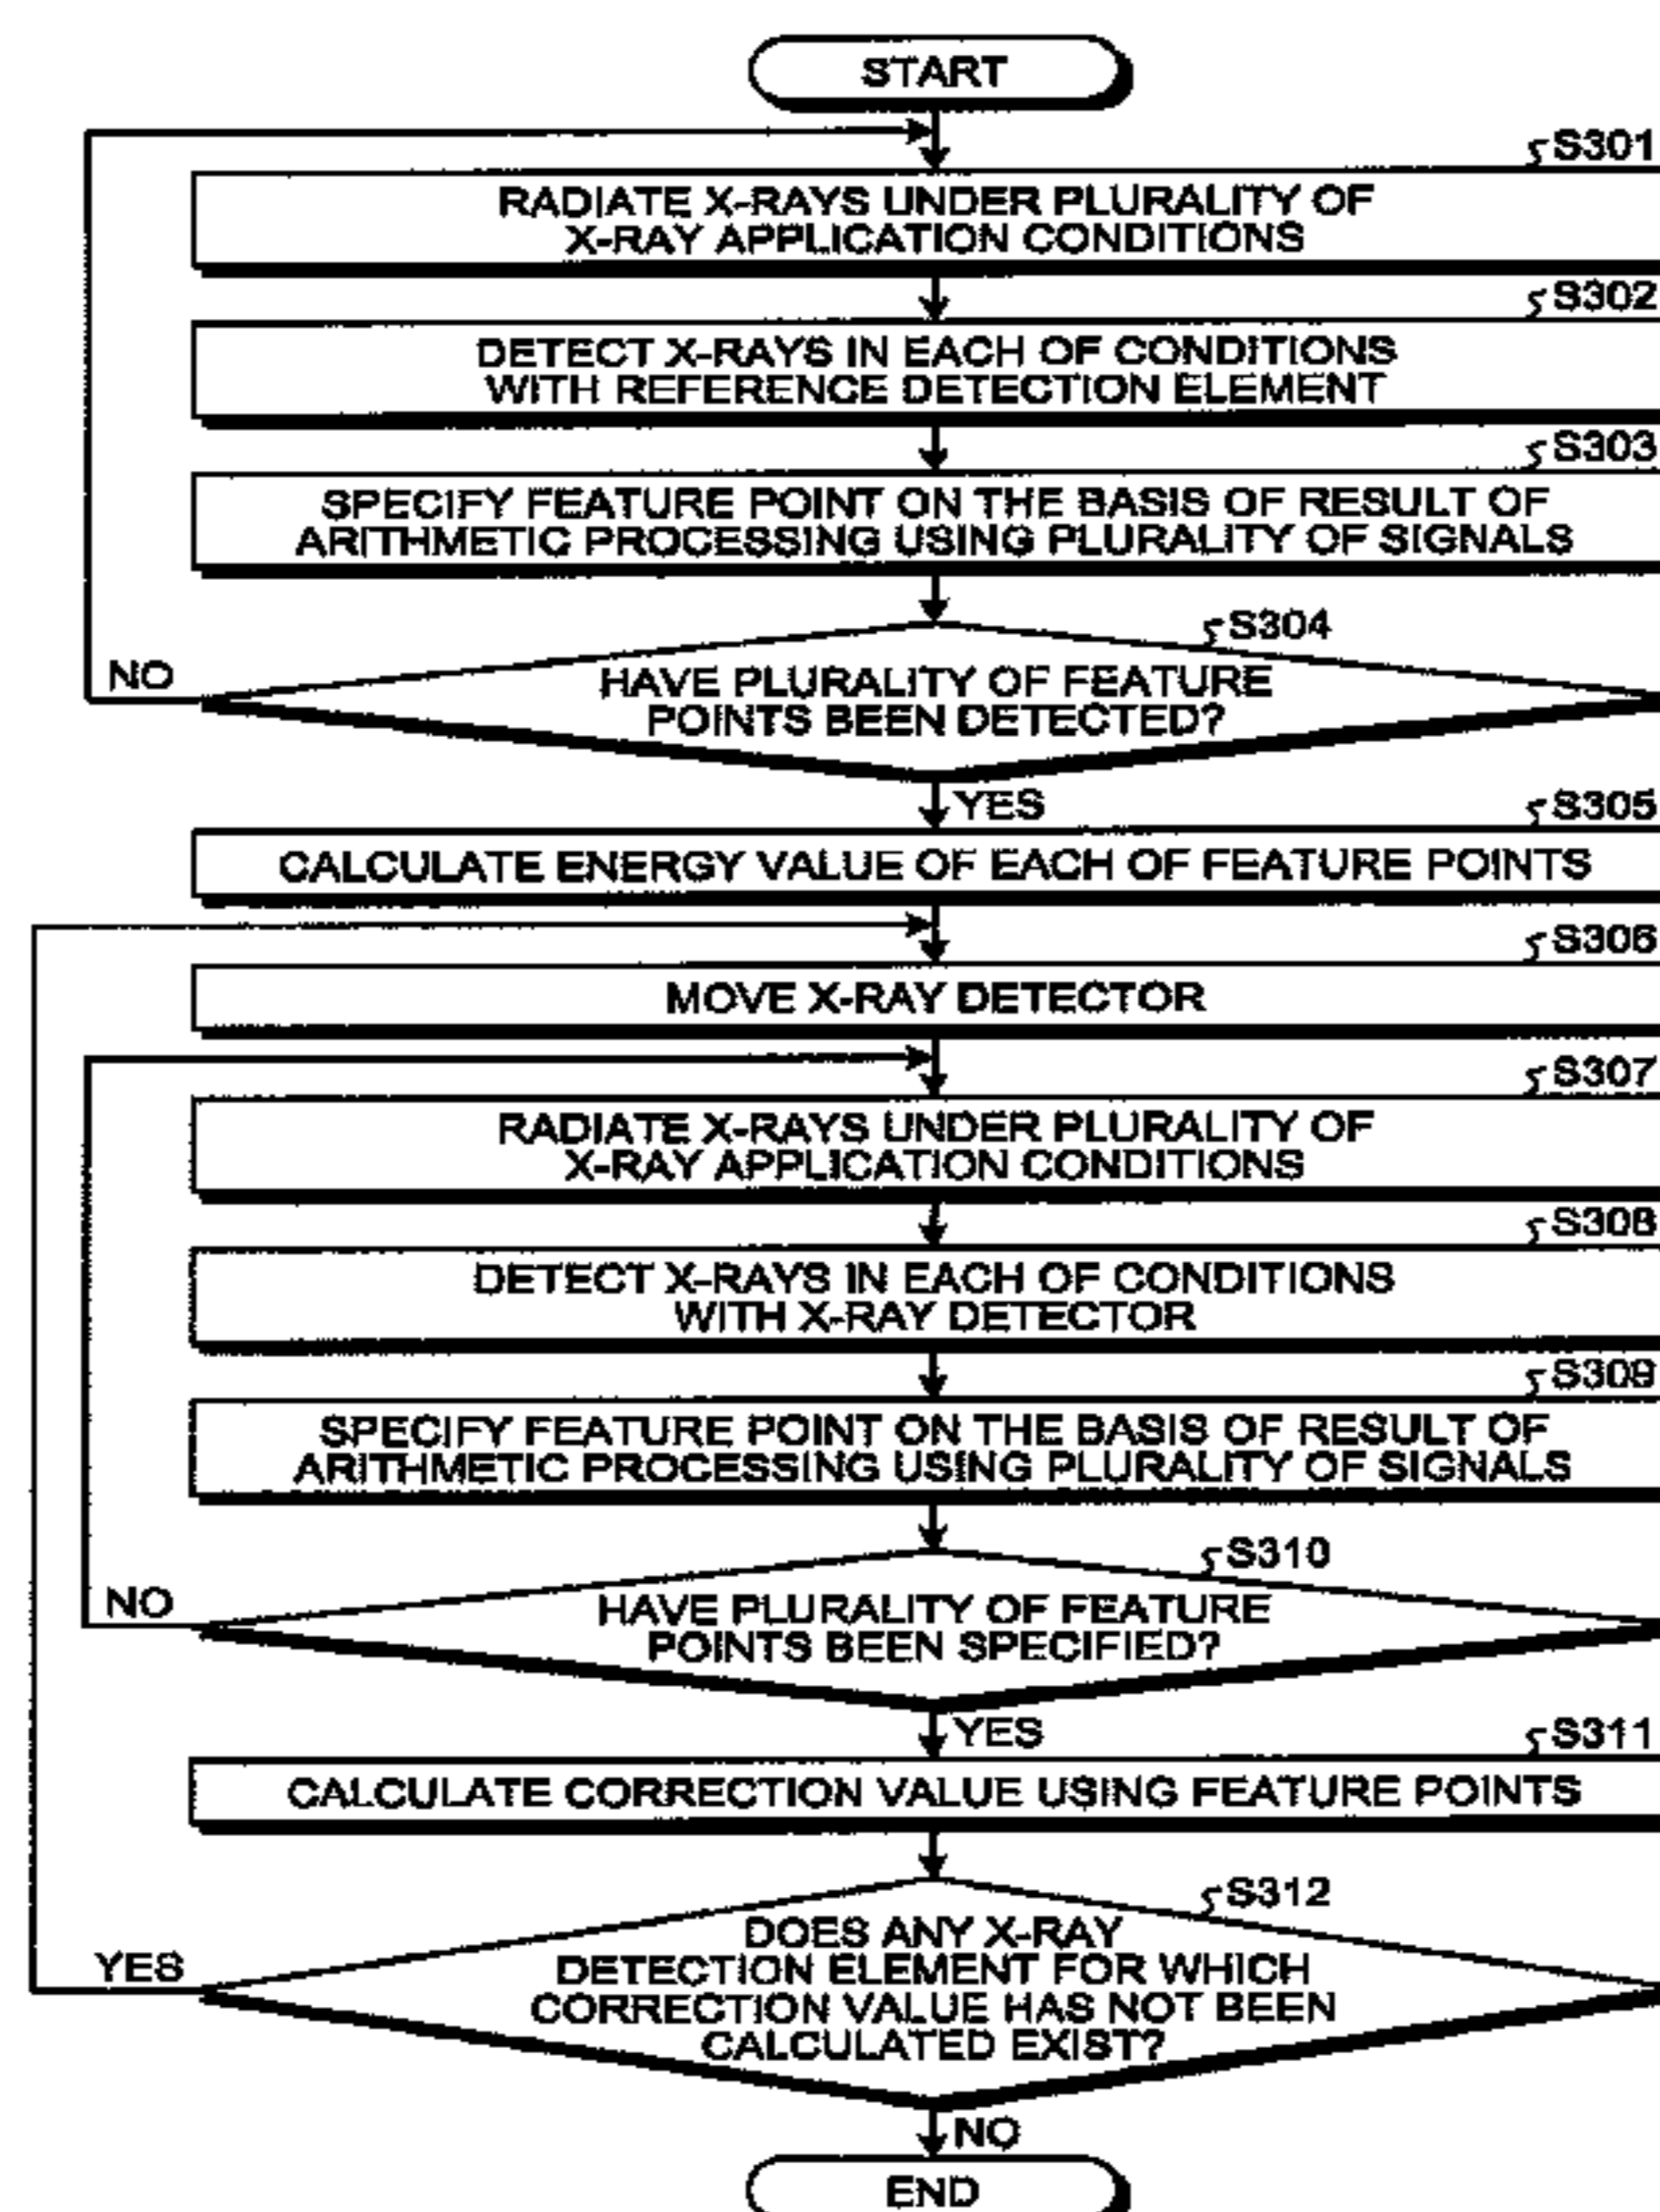 START
S301
RADIATE X-RAYS UNDER PLURALITY OF
X-RAY APPLICATION CONDITIONS
S302
DETECT X-RAYS IN EACH OF CONDITIONS
WITH REFERENCE DETECTION ELEMENT
S303
SPECIFY FEATURE POINT ON THE BASIS OF RESULT OF
ARITHMETIC PROCESSING USING PLURALITY OF SIGNALS
S304
NO
HAVE PLURALITY OF FEATURE
POINTS BEEN DETECTED?
YES
S305
CALCULATE ENERGY VALUE OF EACH OF FEATURE POINTS
S306
MOVE X-RAY DETECTOR
S307
RADIATE X-RAYS UNDER PLURALITY OF
X-RAY APPLICATION CONDITIONS
S308
DETECT X-RAYS IN EACH OF CONDITIONS
WITH X-RAY DETECTOR
S309
SPECIFY FEATURE POINT ON THE BASIS OF RESULT OF
ARITHMETIC PROCESSING USING PLURALITY OF SIGNALS
S310
NO
HAVE PLURALITY OF FEATURE
POINTS BEEN SPECIFIED?
YES
S311
CALCULATE CORRECTION VALUE USING FEATURE POINTS
S312
YES
DOES ANY X-RAY
DETECTION ELEMENT FOR WHICH
CORRECTION VALUE HAS NOT BEEN
CALCULATED EXIST?
NO
END